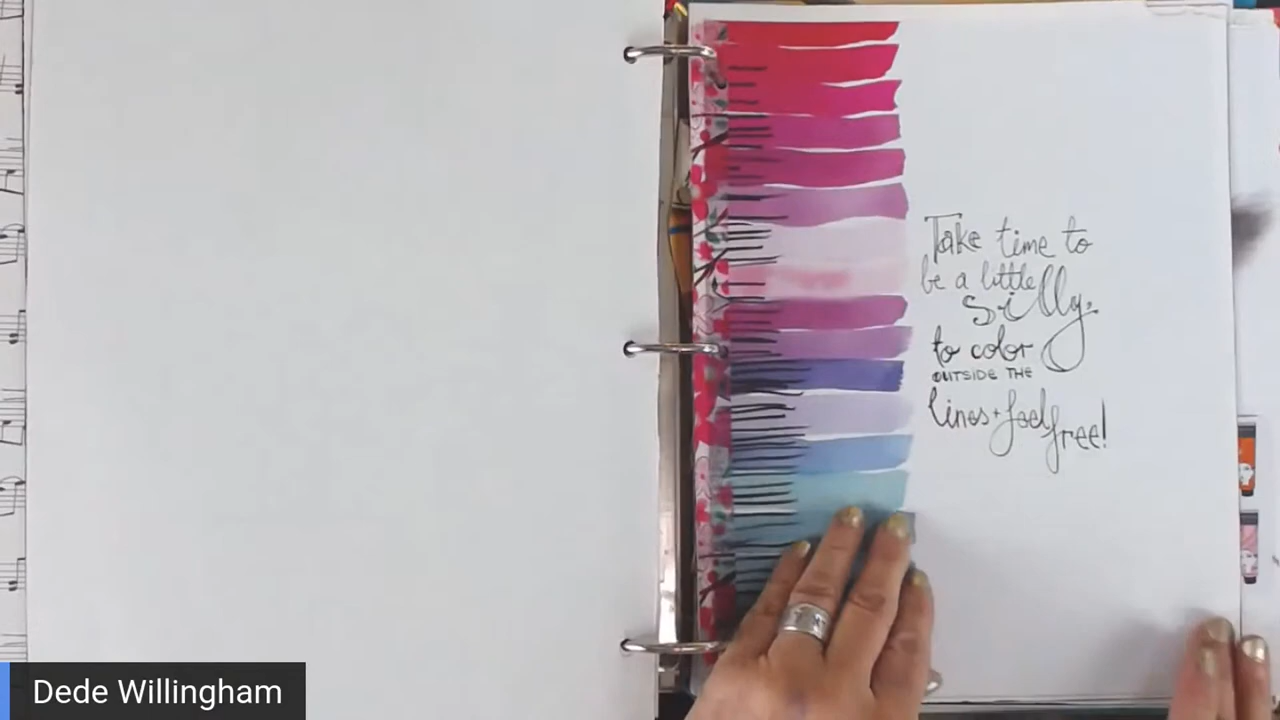 Take time to
be a little
silly,
to color
OUTSIDE THE
lines + feel
free!
Dede Willingham